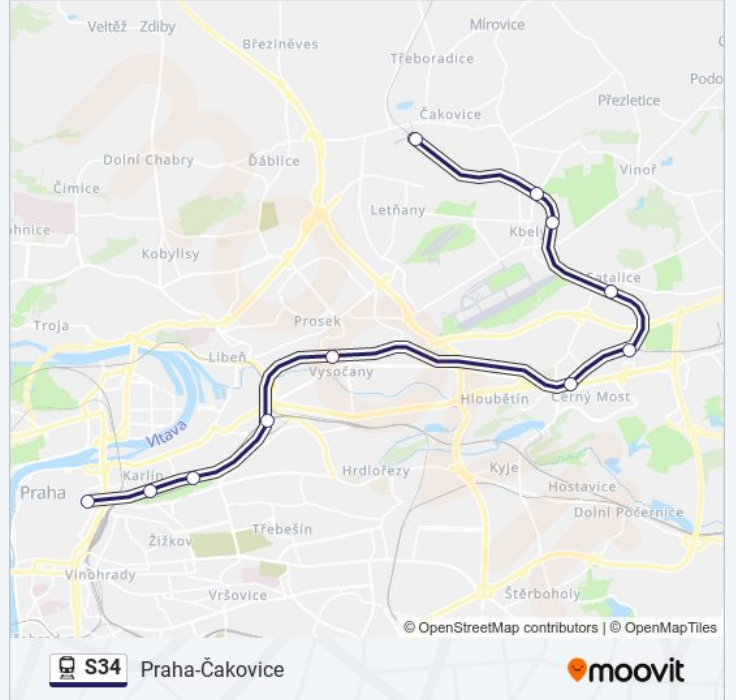 Veltěž Zdiby
Mírovice
Březiněves
Třeboradice
Přezletice
Čakovice
Dolní Chabry
Ďáblice
Vinoř
Čimice
Letňany
Kbely
Kobylisy
Satalice
Troja
Prosek
Libeň
Vysočany
Hloubětín
Černý Most
Vltava
Karlín
Hrdlořezy
Kyje
Hostavice
Praha
Dolní Počernice
Třebešín
Žižkov
Vinohrady
Vršovice
Štěrboholy
© OpenStreetMap contributors | © OpenMapTiles
S34 Praha-Čakovice
moovit